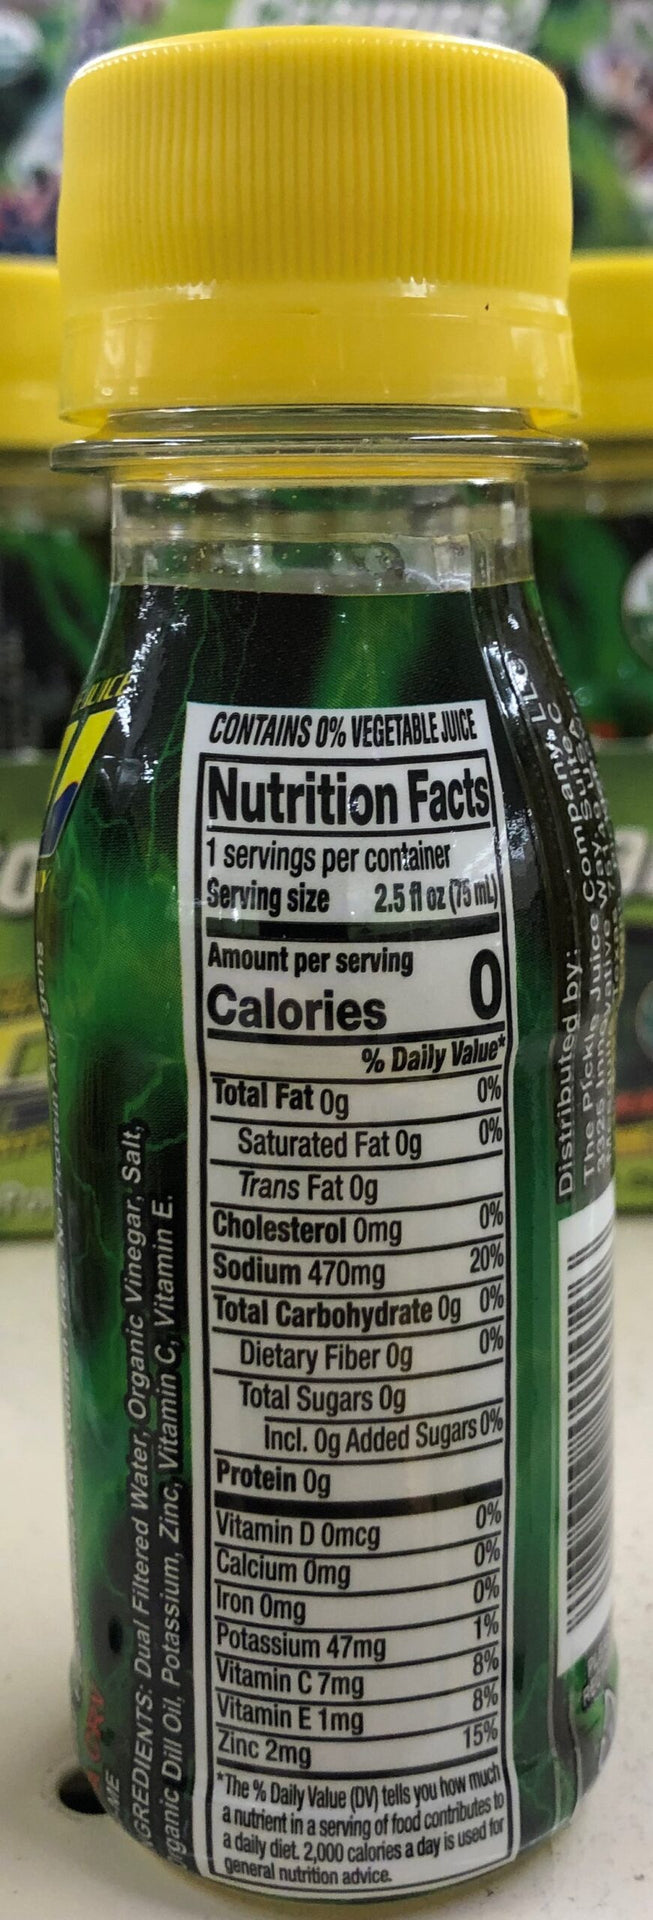 CONTAINS 0% VEGETABLE JUICE
Nutrition Facts
1 servings per container
Serving size 2.5 fl oz (75 mL)
Amount per serving
Calories 0
% Daily Value*
Total Fat 0g 0%
Saturated Fat 0g 0%
Trans Fat 0g
Cholesterol 0mg 0%
Sodium 470mg 20%
Total Carbohydrate 0g 0%
Dietary Fiber 0g 0%
Total Sugars 0g
Incl. 0g Added Sugars 0%
Protein 0g
Vitamin D 0mcg 0%
Calcium 0mg 0%
Iron 0mg 0%
Potassium 47mg 1%
Vitamin C 7mg 8%
Vitamin E 1mg 8%
Zinc 2mg 15%
*The % Daily Value (DV) tells you how much
a nutrient in a serving of food contributes to
a daily diet. 2,000 calories a day is used for
general nutrition advice.
GREDIENTS: Dual Filtered Water, Organic Vinegar, Salt,
ganic Dill Oil, Potassium, Zinc, Vitamin C, Vitamin E.
Distributed by:
The Pickle Juice Company, LLC